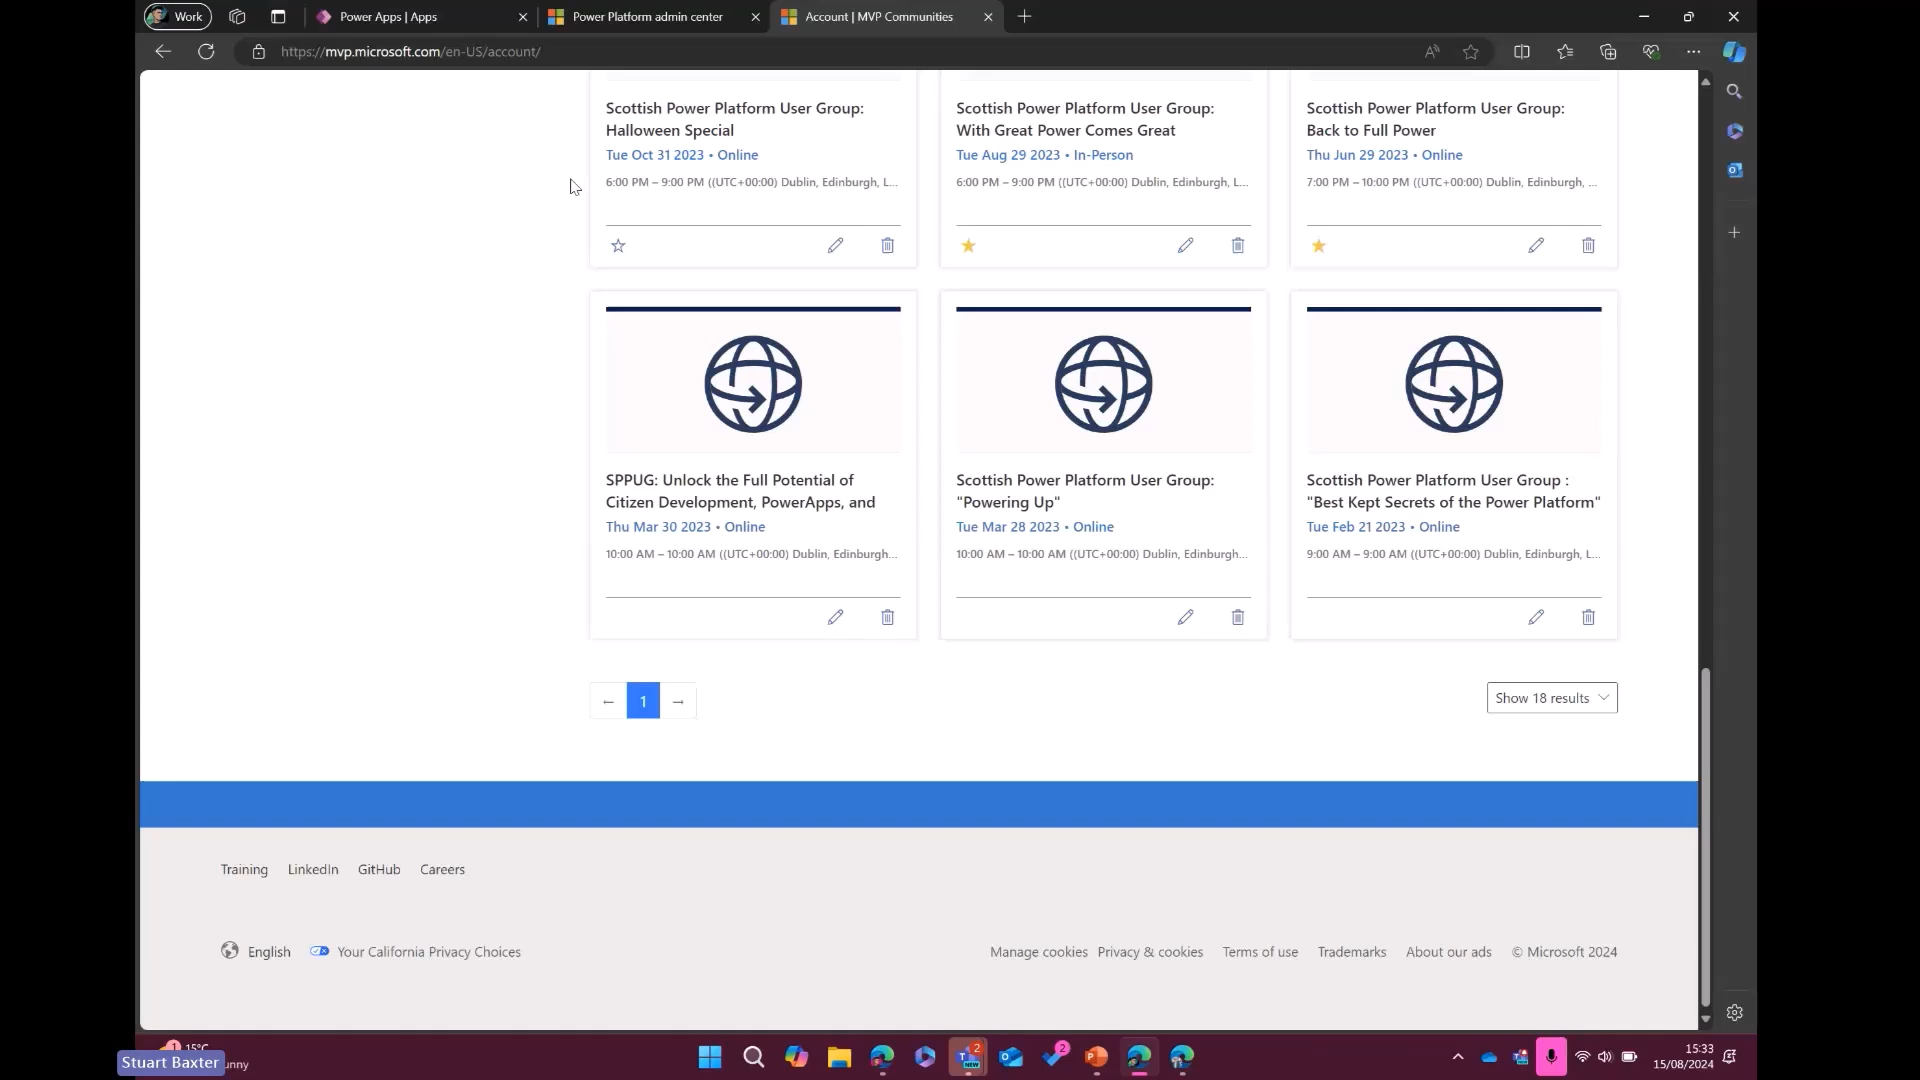 Work
Power Apps | Apps
Power Platform admin center
Account | MVP Communities
https://mvp.microsoft.com/en-US/account/
Scottish Power Platform User Group:
Halloween Special
Tue Oct 31 2023 • Online
6:00 PM – 9:00 PM ((UTC+00:00) Dublin, Edinburgh, L...
Scottish Power Platform User Group:
With Great Power Comes Great
Tue Aug 29 2023 • In-Person
6:00 PM – 9:00 PM ((UTC+00:00) Dublin, Edinburgh, L...
Scottish Power Platform User Group:
Back to Full Power
Thu Jun 29 2023 • Online
7:00 PM – 10:00 PM ((UTC+00:00) Dublin, Edinburgh, ...
SPPUG: Unlock the Full Potential of
Citizen Development, PowerApps, and
Thu Mar 30 2023 • Online
10:00 AM – 10:00 AM ((UTC+00:00) Dublin, Edinburgh...
Scottish Power Platform User Group:
"Powering Up"
Tue Mar 28 2023 • Online
10:00 AM – 10:00 AM ((UTC+00:00) Dublin, Edinburgh...
Scottish Power Platform User Group :
"Best Kept Secrets of the Power Platform"
Tue Feb 21 2023 • Online
9:00 AM – 9:00 AM ((UTC+00:00) Dublin, Edinburgh, L...
← 1 →
Show 18 results
Training LinkedIn GitHub Careers
English Your California Privacy Choices
Manage cookies Privacy & cookies Terms of use Trademarks About our ads © Microsoft 2024
1
15°C
unny
Stuart Baxter
2
NEW
2
15:33
15/08/2024